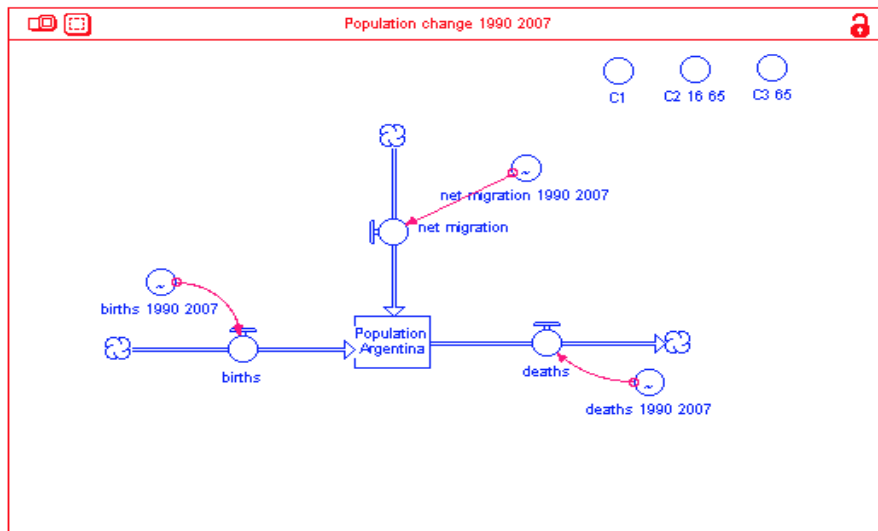 Population change 1990 2007
C1
C2 16 65
C3 65
net migration 1990 2007
net migration
births 1990 2007
Population
Argentina
births
deaths
deaths 1990 2007